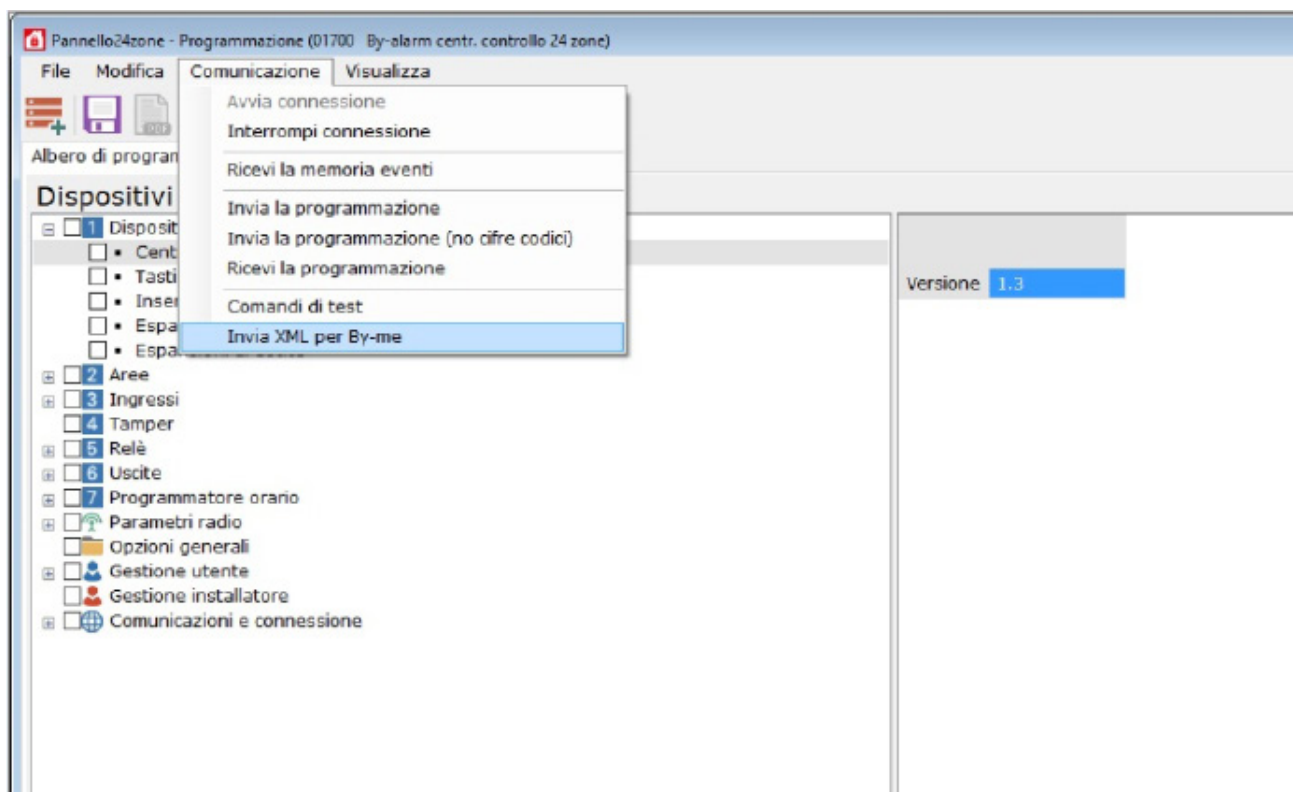 Pannello24zone - Programmazione (01700 By-alarm centr. controllo 24 zone)
File Modifica Comunicazione Visualizza
Avvia connessione
Interrompi connessione
Ricevi la memoria eventi
Invia la programmazione
Invia la programmazione (no cifre codici)
Ricevi la programmazione
Comandi di test
Invia XML per By-me
Albero di program
Dispositivi
1 Disposit
Cent
Tasti
Inser
Espa
Espa
2 Aree
3 Ingressi
4 Tamper
5 Relè
6 Uscite
7 Programmatore orario
Parametri radio
Opzioni generali
Gestione utente
Gestione installatore
Comunicazioni e connessione
Versione 1.3